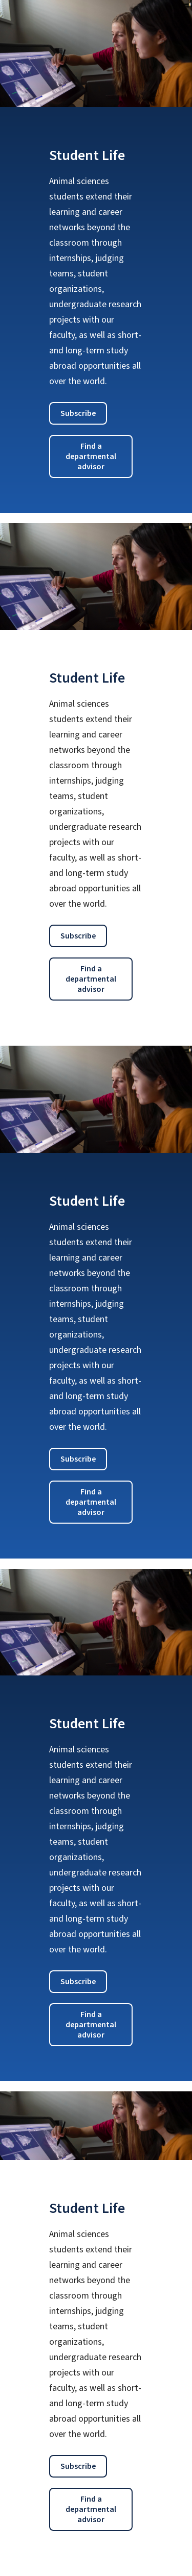 Student Life
Animal sciences
students extend their
learning and career
networks beyond the
classroom through
internships, judging
teams, student
organizations,
undergraduate research
projects with our
faculty, as well as short-
and long-term study
abroad opportunities all
over the world.
Subscribe
Find a
departmental
advisor
Student Life
Animal sciences
students extend their
learning and career
networks beyond the
classroom through
internships, judging
teams, student
organizations,
undergraduate research
projects with our
faculty, as well as short-
and long-term study
abroad opportunities all
over the world.
Subscribe
Find a
departmental
advisor
Student Life
Animal sciences
students extend their
learning and career
networks beyond the
classroom through
internships, judging
teams, student
organizations,
undergraduate research
projects with our
faculty, as well as short-
and long-term study
abroad opportunities all
over the world.
Subscribe
Find a
departmental
advisor
Student Life
Animal sciences
students extend their
learning and career
networks beyond the
classroom through
internships, judging
teams, student
organizations,
undergraduate research
projects with our
faculty, as well as short-
and long-term study
abroad opportunities all
over the world.
Subscribe
Find a
departmental
advisor
Student Life
Animal sciences
students extend their
learning and career
networks beyond the
classroom through
internships, judging
teams, student
organizations,
undergraduate research
projects with our
faculty, as well as short-
and long-term study
abroad opportunities all
over the world.
Subscribe
Find a
departmental
advisor